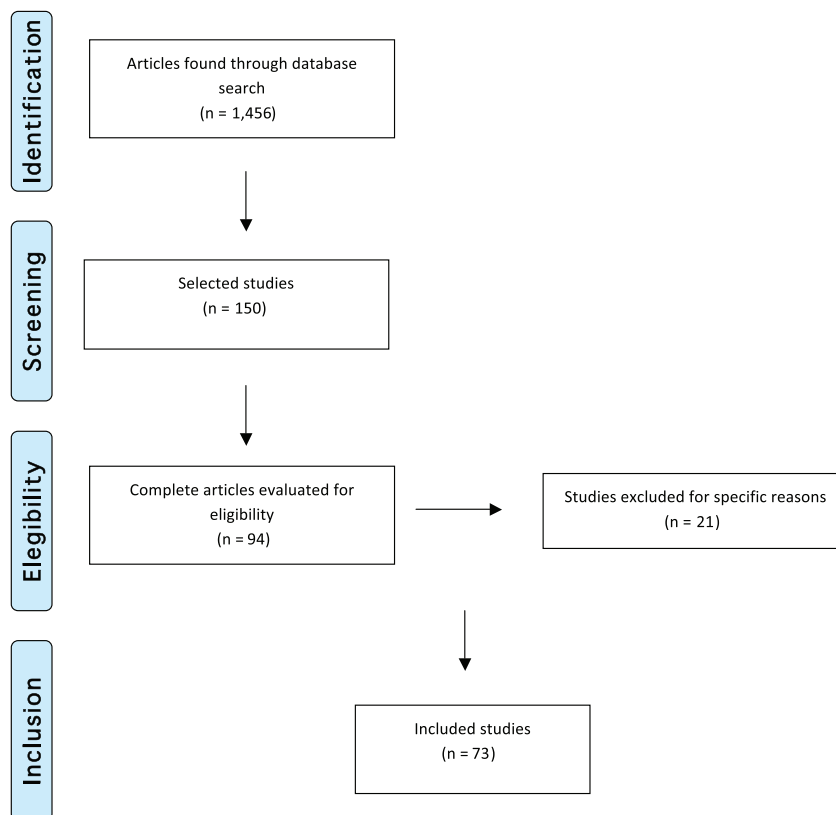 Identification
Articles found through database
search
(n = 1,456)
Screening
Selected studies
(n = 150)
Elegibility
Complete articles evaluated for
eligibility
(n = 94)
Studies excluded for specific reasons
(n = 21)
Inclusion
Included studies
(n = 73)